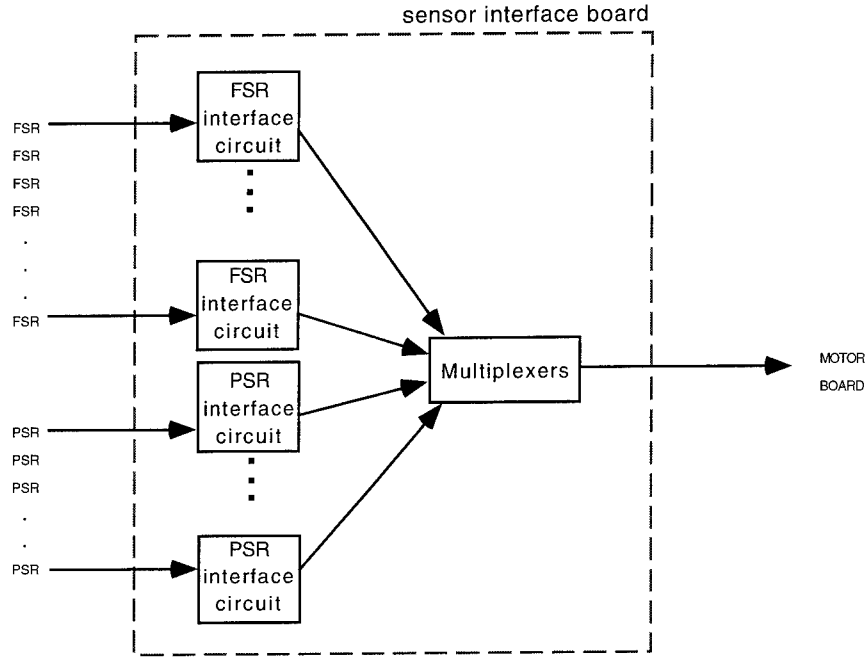 sensor interface board
FSR
interface
circuit
FSR
FSR
FSR
FSR
.
.
.
FSR
FSR
interface
circuit
Multiplexers
MOTOR
BOARD
PSR
interface
circuit
PSR
PSR
PSR
.
.
PSR
PSR
interface
circuit